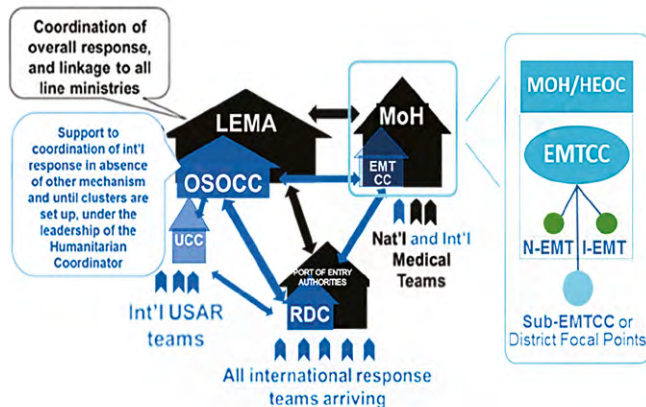 Coordination of
overall response,
and linkage to all
line ministries
LEMA
MoH
Support to
coordination of int'l
response in absence
of other mechanism
and until clusters are
set up, under the
leadership of the
Humanitarian
Coordinator
OSOCC
EMT
CC
UCC
Nat'l and Int'l
Medical
Teams
PORT OF ENTRY
AUTHORITIES
RDC
Int'l USAR
teams
All international response
teams arriving
MOH/HEOC
EMTCC
N-EMT I-EMT
Sub-EMTCC or
District Focal Points